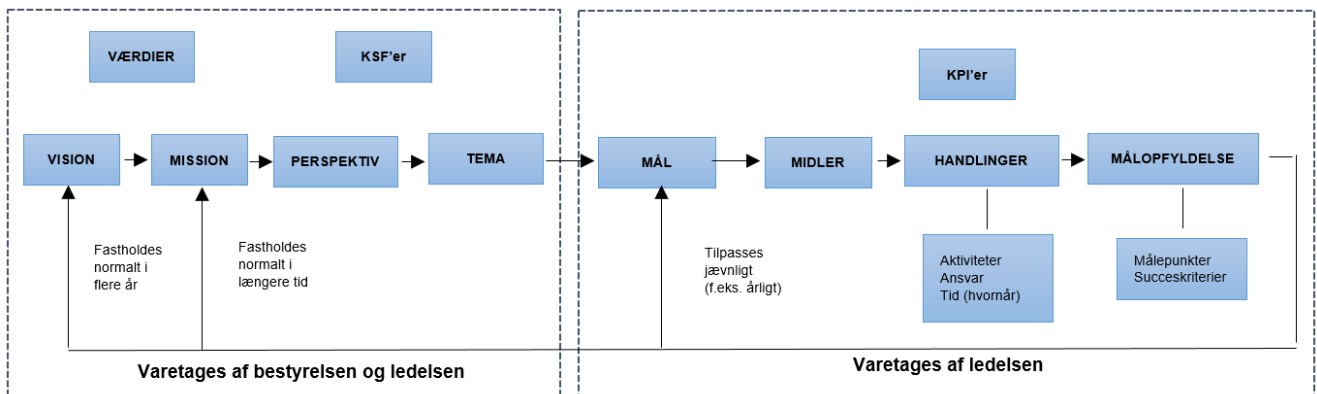 VÆRDIER
KSF'er
VISION
MISSION
PERSPEKTIV
TEMA
Fastholdes
normalt i
flere år
Fastholdes
normalt i
længere tid
Varetages af bestyrelsen og ledelsen
KPI'er
MÅL
MIDLER
HANDLINGER
MÅLOPFYLDELSE
Tilpasses
jævnligt
(f.eks. årligt)
Aktiviteter
Ansvar
Tid (hvornår)
Målepunkter
Succeskriterier
Varetages af ledelsen